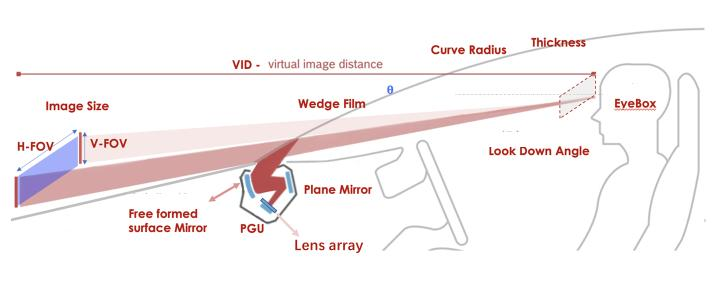 Thickness
Curve Radius
VID - virtual image distance
θ
Image Size
Wedge Film
EyeBox
H-FOV
V-FOV
Look Down Angle
Plane Mirror
Free formed
surface Mirror
PGU
Lens array